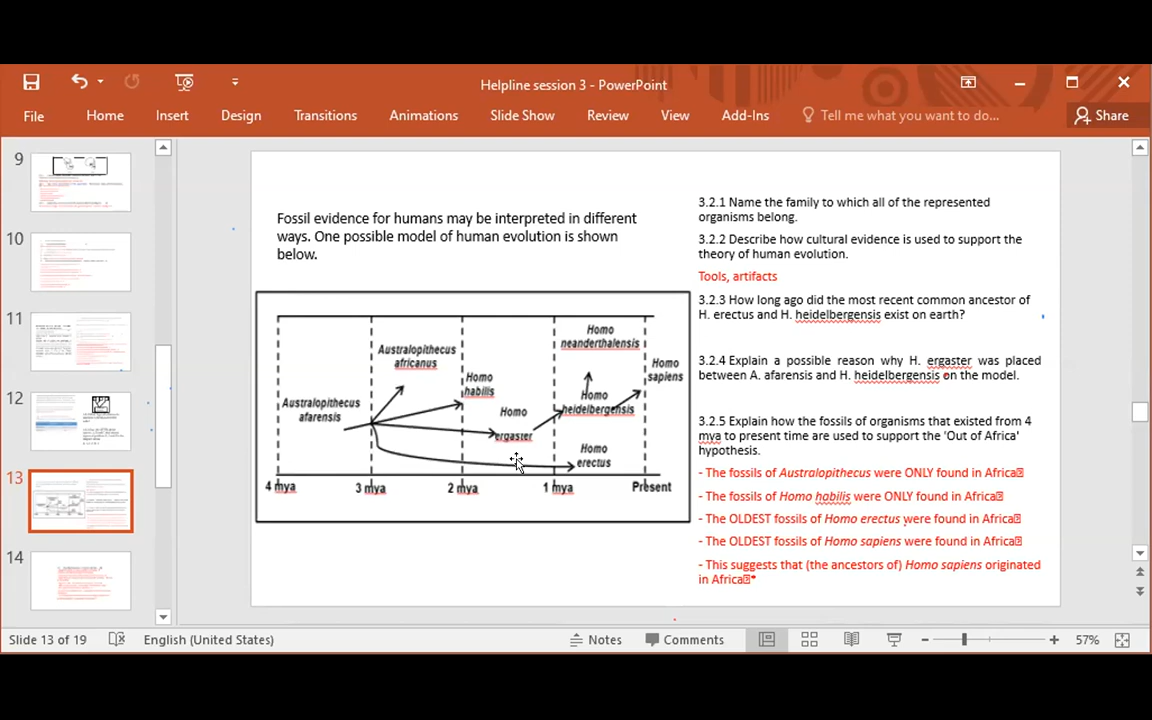 Helpline session 3 - PowerPoint
File
Home
Insert
Design
Transitions
Animations
Slide Show
Review
View
Add-Ins
Tell me what you want to do...
Share
9
10
11
12
13
14
Fossil evidence for humans may be interpreted in different
ways. One possible model of human evolution is shown
below.
Australopithecus
africanus
Homo
neanderthalensis
Homo
sapiens
Homo
habilis
Australopithecus
afarensis
Homo
ergaster
Homo
heidelbergensis
Homo
erectus
4 mya
3 mya
2 mya
1 mya
Present
3.2.1 Name the family to which all of the represented
organisms belong.
3.2.2 Describe how cultural evidence is used to support the
theory of human evolution.
Tools, artifacts
3.2.3 How long ago did the most recent common ancestor of
H. erectus and H. heidelbergensis exist on earth?
3.2.4 Explain a possible reason why H. ergaster was placed
between A. afarensis and H. heidelbergensis on the model.
3.2.5 Explain how the fossils of organisms that existed from 4
mya to present time are used to support the 'Out of Africa'
hypothesis.
- The fossils of Australopithecus were ONLY found in Africa
- The fossils of Homo habilis were ONLY found in Africa
- The OLDEST fossils of Homo erectus were found in Africa
- The OLDEST fossils of Homo sapiens were found in Africa
- This suggests that (the ancestors of) Homo sapiens originated
in Africa*
Slide 13 of 19
English (United States)
Notes
Comments
57%